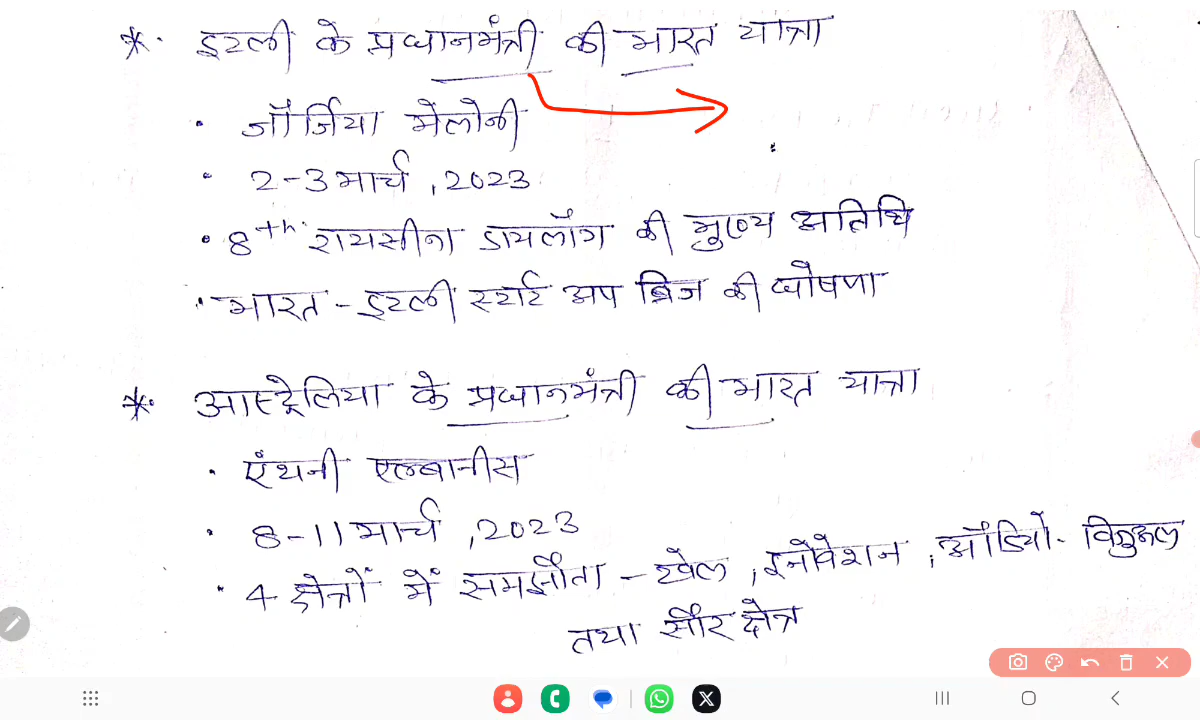 * इटली के प्रधानमंत्री की भारत यात्रा
• जॉर्जिया मेलोनी
• 2-3 मार्च, 2023
• 8th रायसीना डायलॉग की मुख्य अतिथि
• भारत - इटली स्टार्ट अप ब्रिज की घोषणा
* आस्ट्रेलिया के प्रधानमंत्री की भारत यात्रा
• एंथनी एल्बानीस
• 8-11 मार्च, 2023
• 4 क्षेत्रों में समझौता - खेल, इनोवेशन, ऑडियो - विजुअल
तथा सौर क्षेत्र